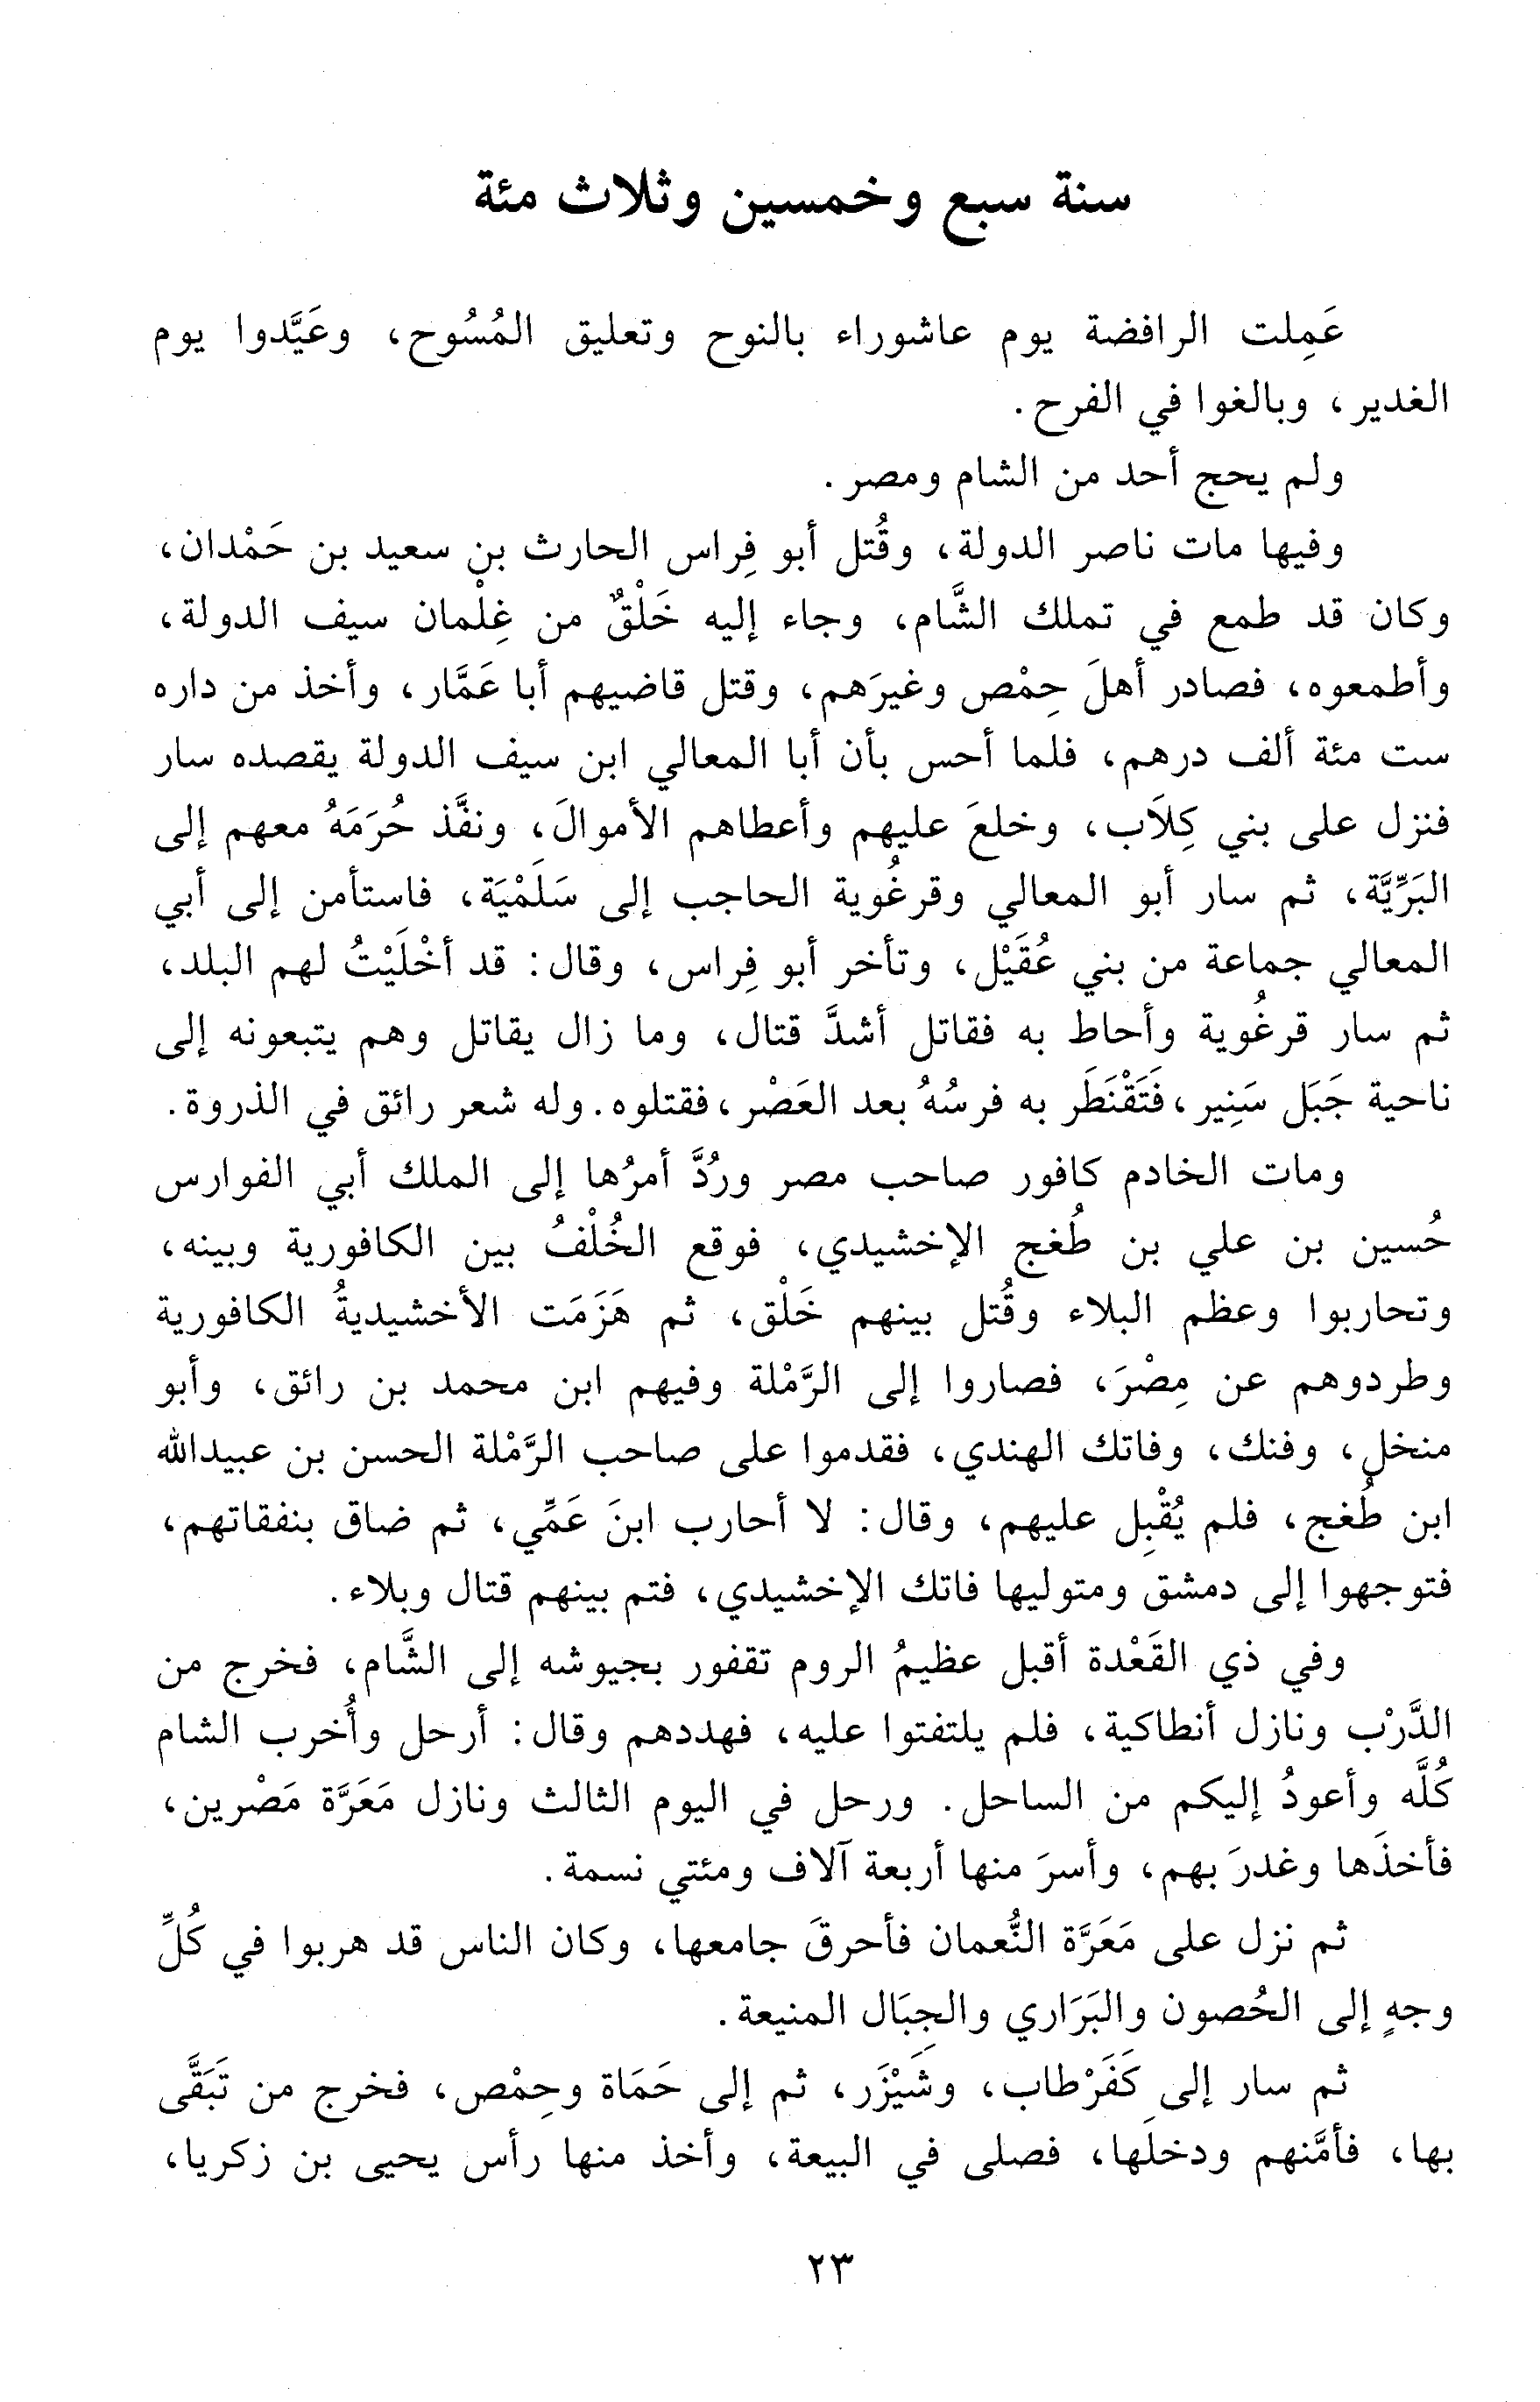 سنة سبع وخمسين وثلاث مئة
عَمِلت الرافضة يوم عاشوراء بالنوح وتعليق المُسُوح، وعَيَّدوا يوم
الغدير، وبالغوا في الفرح.
ولم يحج أحد من الشام ومصر.
وفيها مات ناصر الدولة، وقُتل أبو فِراس الحارث بن سعيد بن حَمْدان،
وكان قد طمع في تملك الشَّام، وجاء إليه خَلْقٌ من غِلْمان سيف الدولة،
وأطمعوه، فصادر أهلَ حِمْص وغيرَهم، وقتل قاضيهم أبا عَمَّار، وأخذ من داره
ست مئة ألف درهم، فلما أحس بأن أبا المعالي ابن سيف الدولة يقصده سار
فنزل على بني كِلاَب، وخلعَ عليهم وأعطاهم الأموالَ، ونفَّذ حُرَمَهُ معهم إلى
البَرِّيَّة، ثم سار أبو المعالي وقرغُوية الحاجب إلى سَلَمْيَة، فاستأمن إلى أبي
المعالي جماعة من بني عُقَيْل، وتأخر أبو فِراس، وقال: قد أخْلَيْتُ لهم البلد،
ثم سار قرغُوية وأحاط به فقاتل أشدَّ قتال، وما زال يقاتل وهم يتبعونه إلى
ناحية جَبَل سَنِير، فَتَقْنَطَر به فرسُهُ بعد العَصْر، فقتلوه. وله شعر رائق في الذروة.
ومات الخادم كافور صاحب مصر ورُدَّ أمرُها إلى الملك أبي الفوارس
حُسين بن علي بن طُغج الإخشيدي، فوقع الخُلْفُ بين الكافورية وبينه،
وتحاربوا وعظم البلاء وقُتل بينهم خَلْق، ثم هَزَمَت الأخشيديةُ الكافورية
وطردوهم عن مِصْرَ، فصاروا إلى الرَّمْلة وفيهم ابن محمد بن رائق، وأبو
منخل، وفنك، وفاتك الهندي، فقدموا على صاحب الرَّمْلة الحسن بن عبيدالله
ابن طُغج، فلم يُقْبِل عليهم، وقال: لا أحارب ابنَ عَمِّي، ثم ضاق بنفقاتهم،
فتوجهوا إلى دمشق ومتوليها فاتك الإخشيدي، فتم بينهم قتال وبلاء.
وفي ذي القَعْدة أقبل عظيمُ الروم تقفور بجيوشه إلى الشَّام، فخرج من
الدَّرْب ونازل أنطاكية، فلم يلتفتوا عليه، فهددهم وقال: أرحل وأُخرب الشام
كُلَّه وأعودُ إليكم من الساحل. ورحل في اليوم الثالث ونازل مَعَرَّة مَصْرين،
فأخذَها وغدرَ بهم، وأسرَ منها أربعة آلاف ومئتي نسمة.
ثم نزل على مَعَرَّة النُّعمان فأحرقَ جامعها، وكان الناس قد هربوا في كُلِّ
وجهٍ إلى الحُصون والبَرَاري والجِبَال المنيعة.
ثم سار إلى كَفَرْطاب، وشَيْزَر، ثم إلى حَمَاة وحِمْص، فخرج من تَبَقَّى
بها، فأمَّنهم ودخلَها، فصلى في البيعة، وأخذ منها رأس يحيى بن زكريا،
٢٣